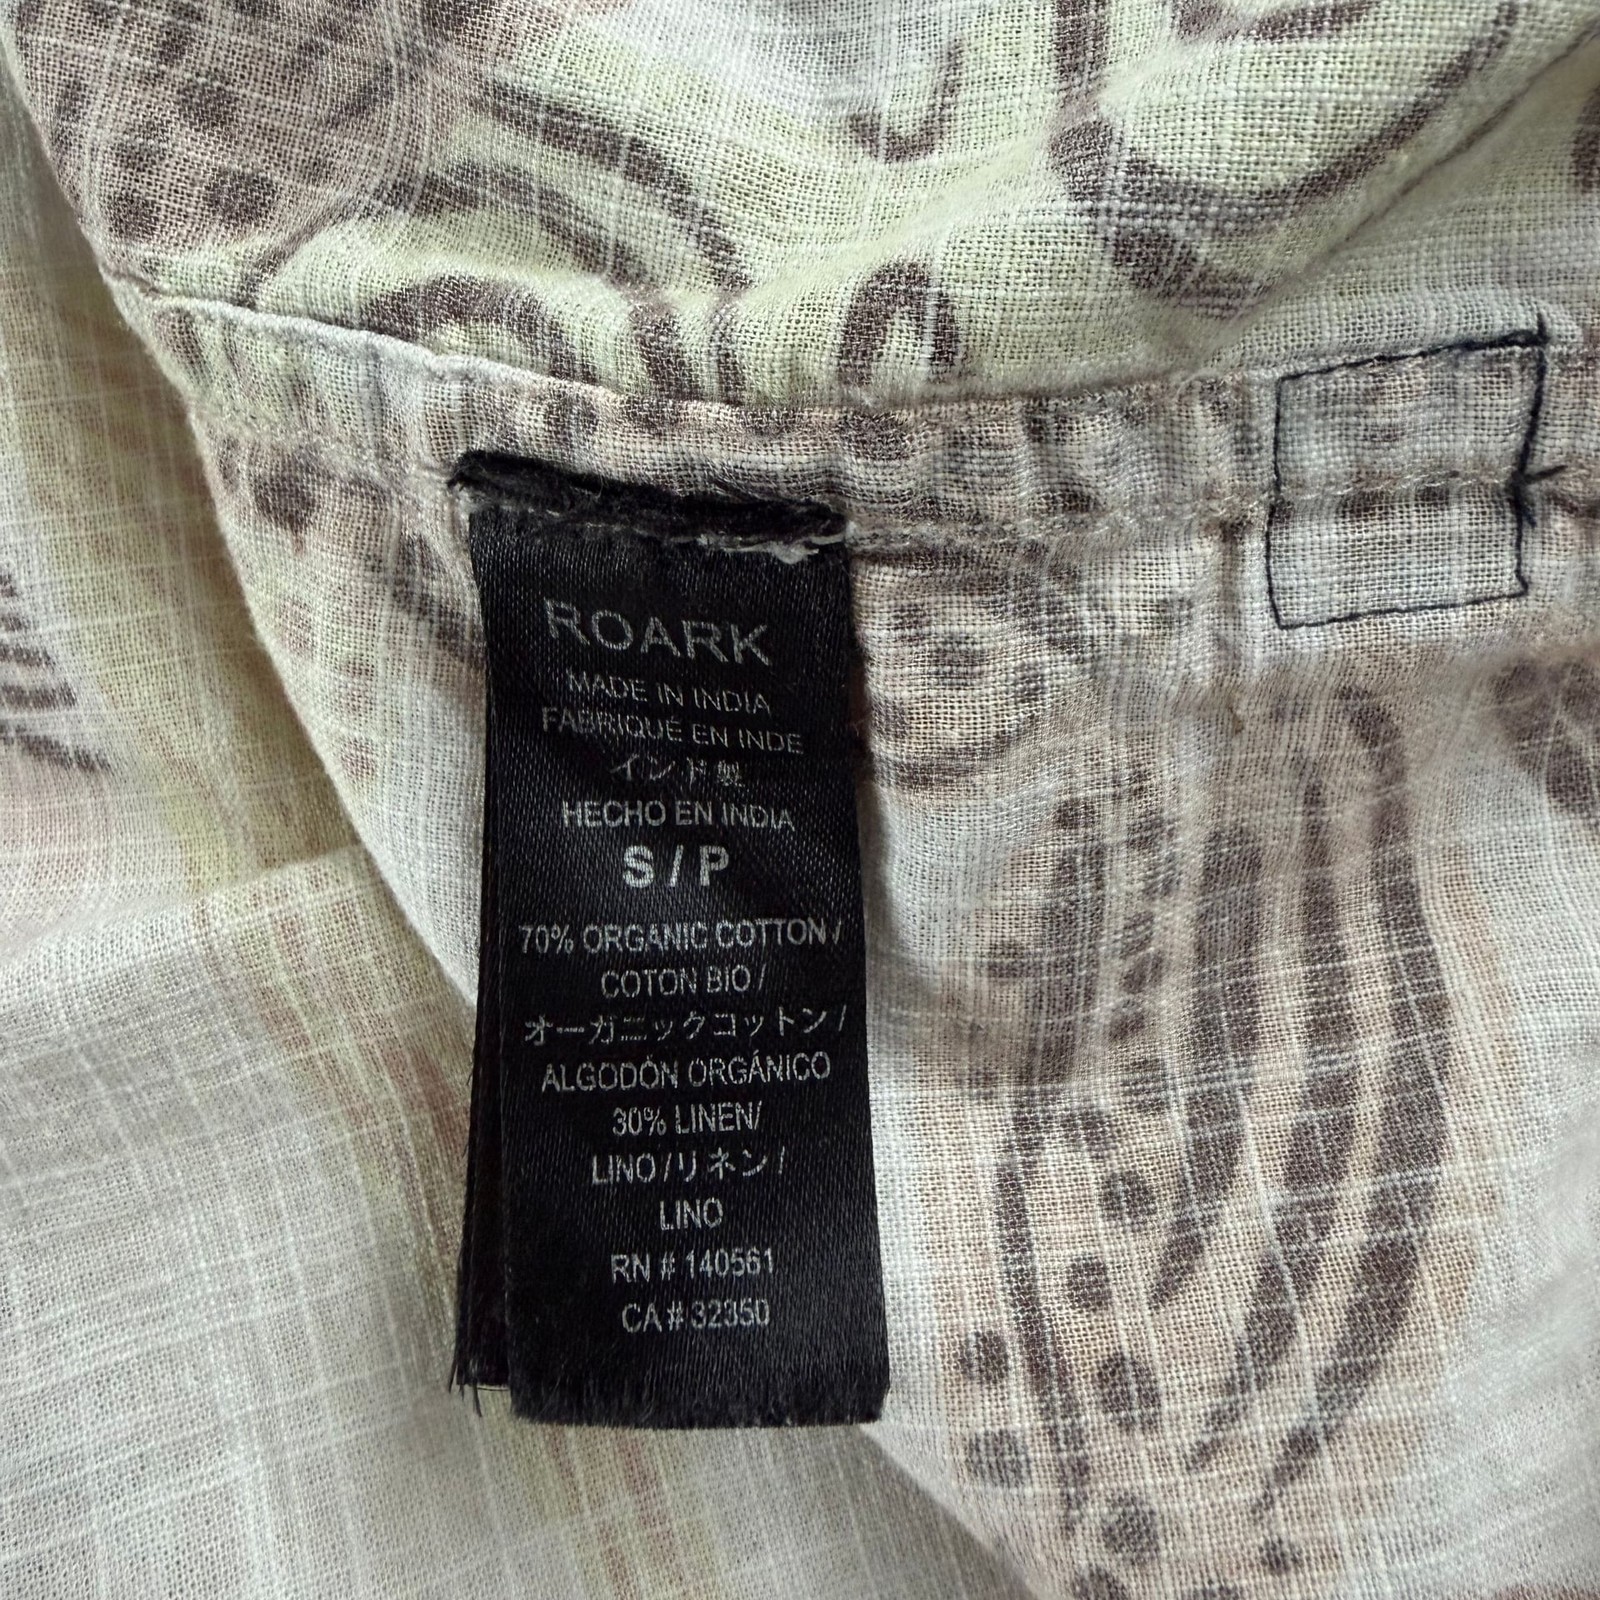 ROARK
MADE IN INDIA
FABRIQUÉ EN INDE
インド製
HECHO EN INDIA
S / P
70% ORGANIC COTTON /
COTON BIO /
オーガニックコットン /
ALGODÓN ORGÁNICO
30% LINEN/
LINO / リネン /
LINO
RN # 140561
CA # 32350